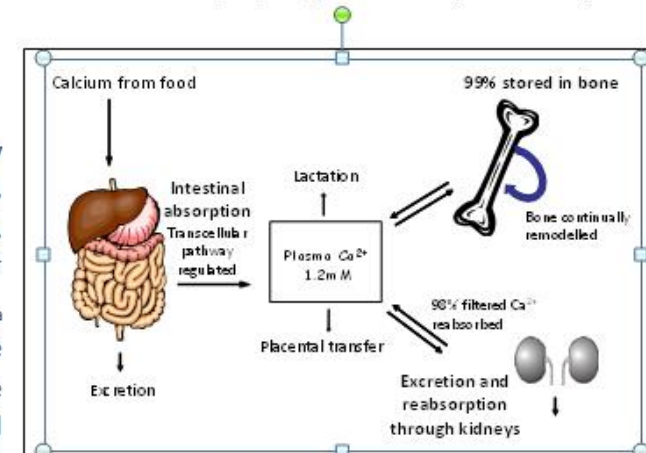 Calcium from food
99% stored in bone
Intestinal
absorption
Transcellular
pathway
regulated
Lactation
Plasma Ca²⁺
1.2mM
Bone continually
remodelled
98% filtered Ca²⁺
reabsorbed
Placental transfer
Excretion
Excretion and
reabsorption
through kidneys